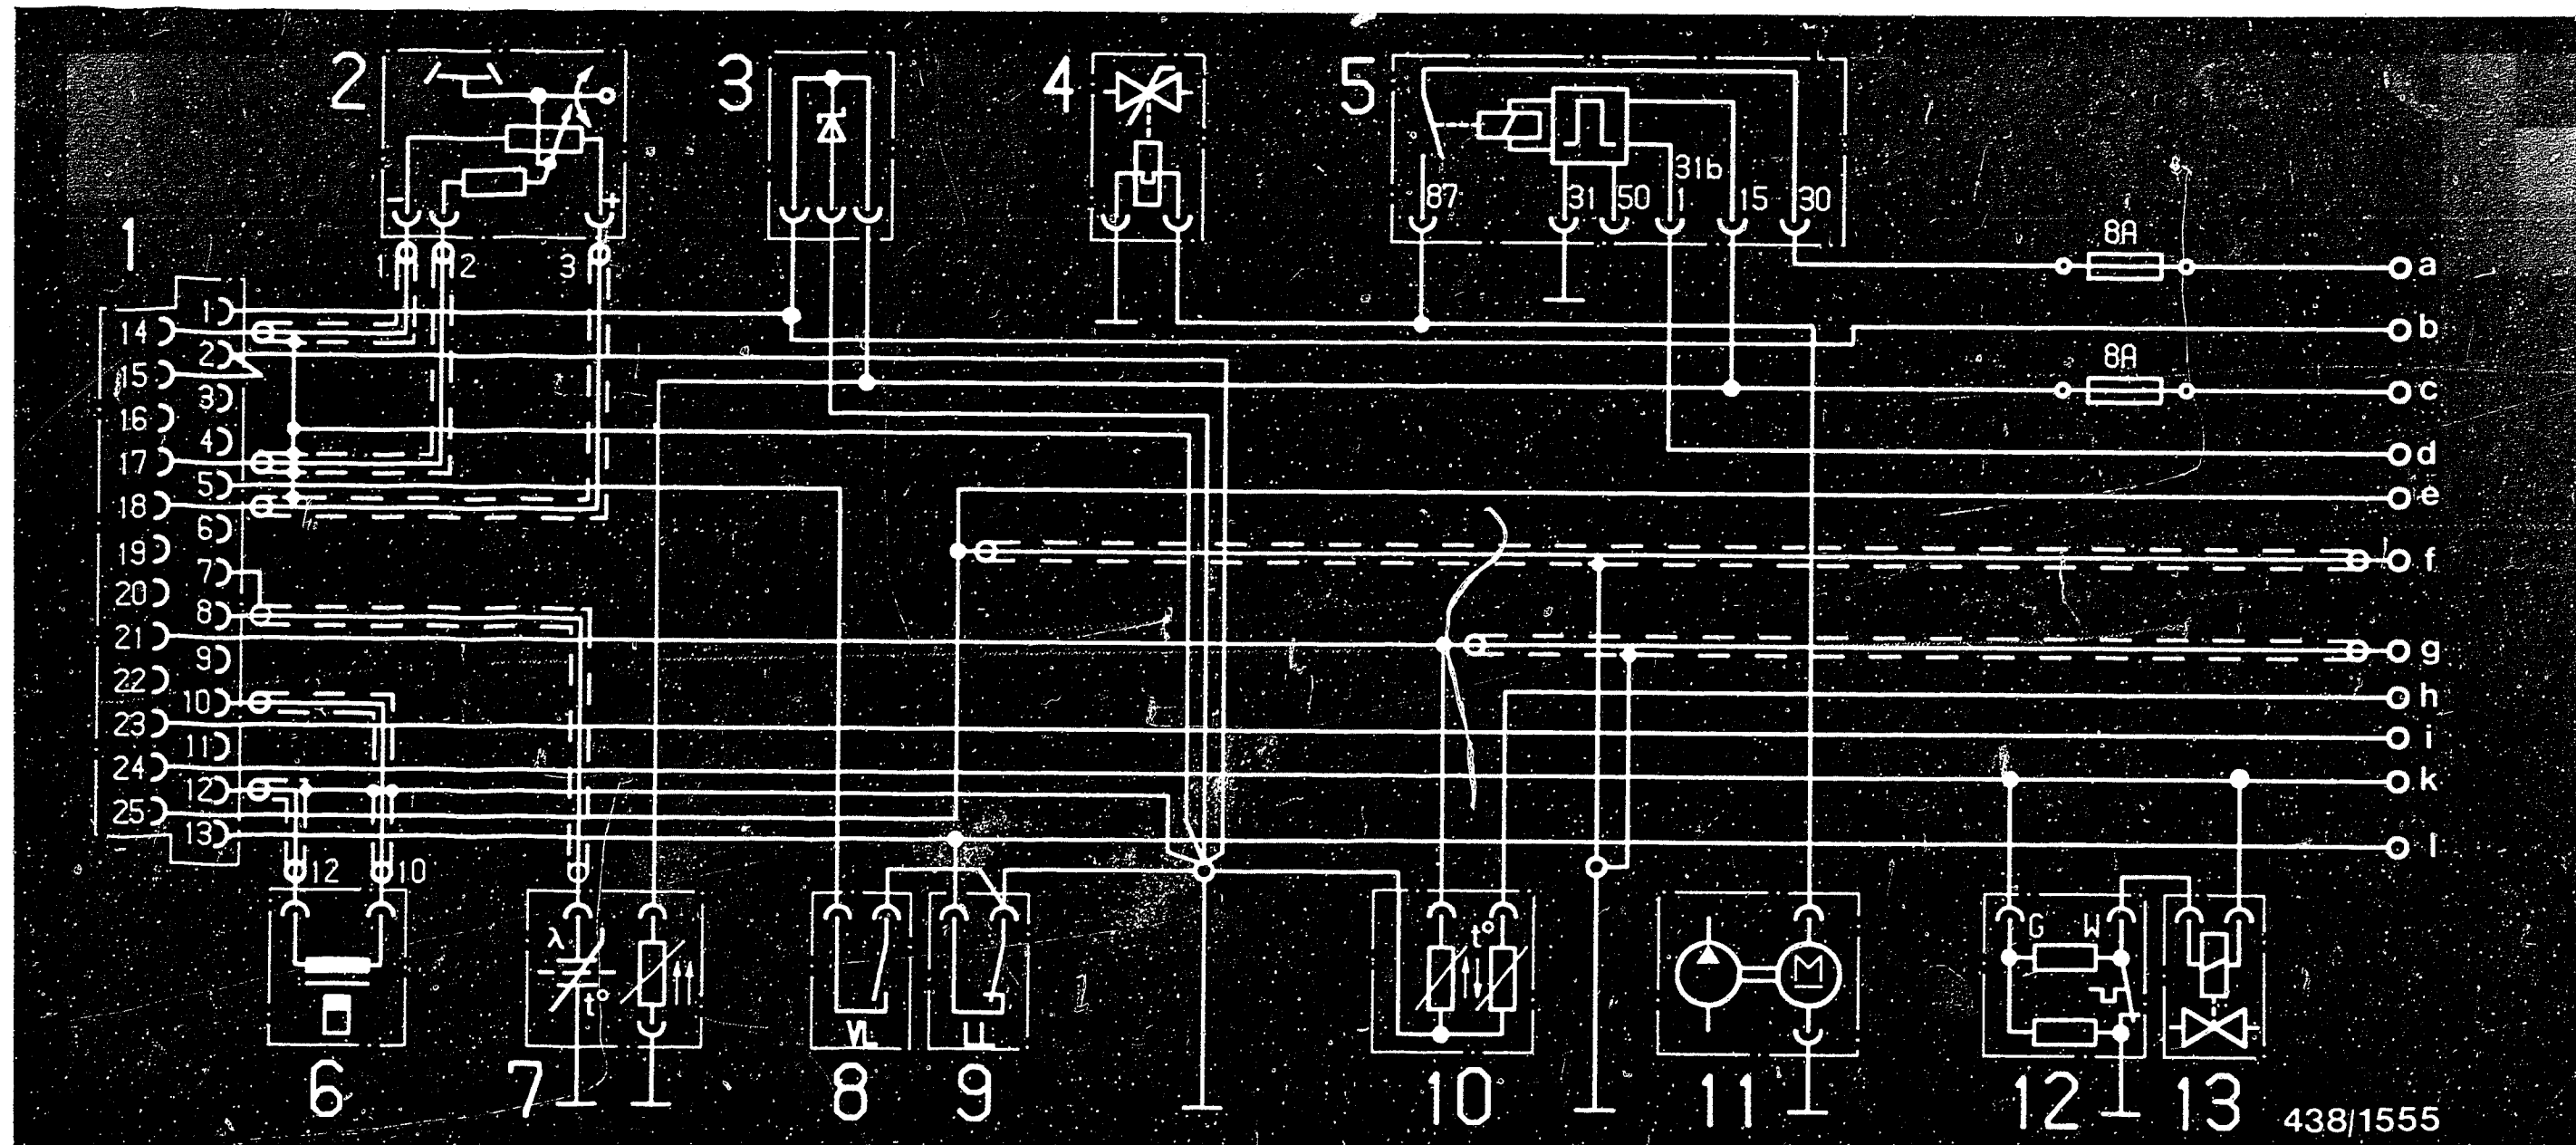 2 3 4 5
31b
- + 87 31 50 1 15 30
8A
1
1 2 3
a
1
14
b
2
8A
15
3
c
16
4
17
d
5
18
e
6
19
f
7
20
8
21
g
9
22
h
10
23
i
11
24
k
12
25
13
l
12 10
λ t° t° G W
M
VL LL
6 7 8 9 10 11 12 13
438/1555